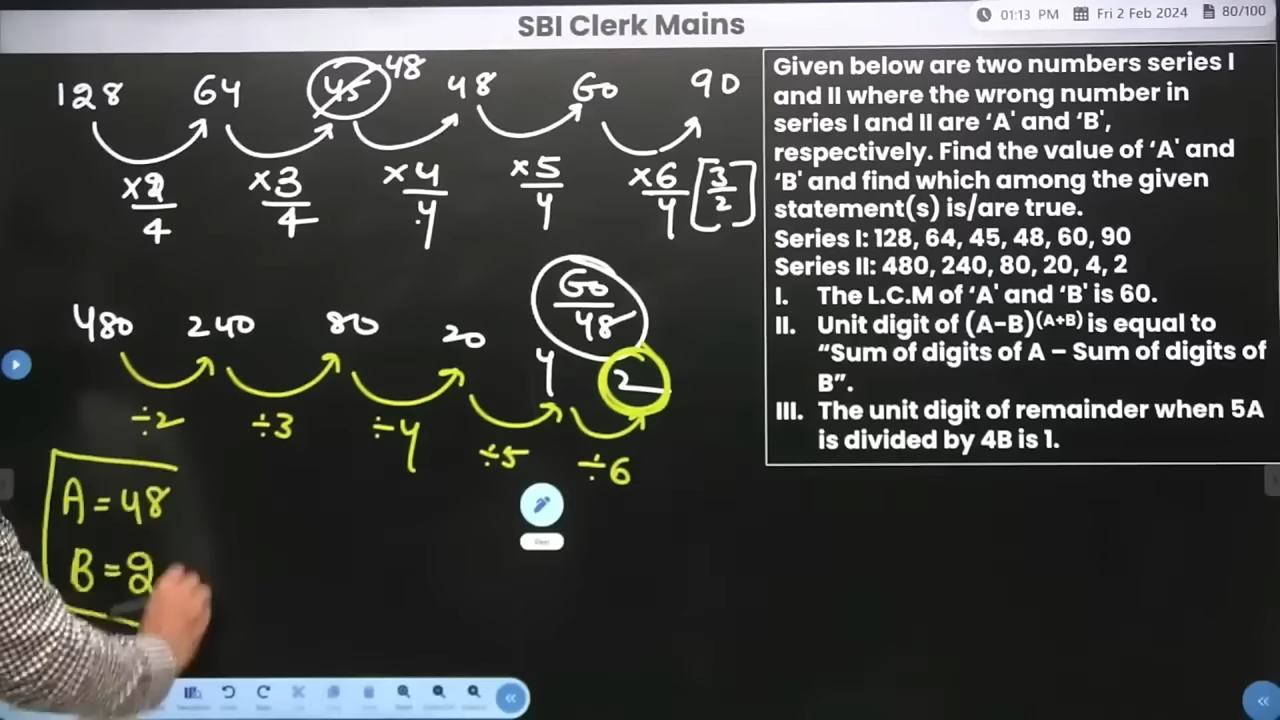 SBI Clerk Mains
01:13 PM Fri 2 Feb 2024 80/100
128 64 45 48 48 60 90
×2/4 ×3/4 ×4/4 ×5/4 ×6/4 [3/2]
60/48
480 240 80 20 4 2
÷2 ÷3 ÷4 ÷5 ÷6
A = 48
B = 2
Given below are two numbers series I
and II where the wrong number in
series I and II are ‘A' and ‘B',
respectively. Find the value of ‘A' and
‘B' and find which among the given
statement(s) is/are true.
Series I: 128, 64, 45, 48, 60, 90
Series II: 480, 240, 80, 20, 4, 2
I. The L.C.M of ‘A' and ‘B' is 60.
II. Unit digit of (A-B)^(A+B) is equal to
“Sum of digits of A – Sum of digits of
B”.
III. The unit digit of remainder when 5A
is divided by 4B is 1.